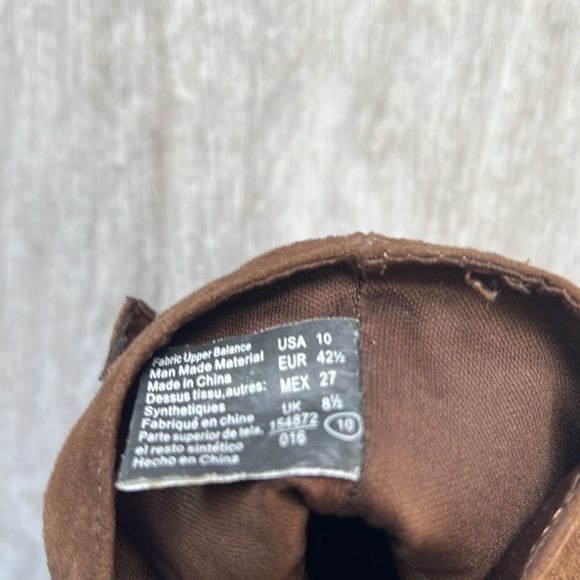 Fabric Upper Balance
Man Made Material
Made in China
Dessus tissu,autres:
Synthetiques
Fabriqué en chine
Parte superior de tela,
el resto sintético
Hecho en China
USA 10
EUR 42½
MEX 27
UK 8½
154872
016
10